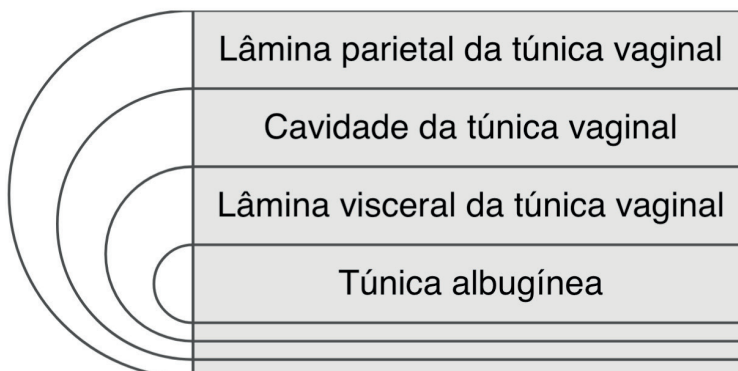 Lâmina parietal da túnica vaginal
Cavidade da túnica vaginal
Lâmina visceral da túnica vaginal
Túnica albugínea